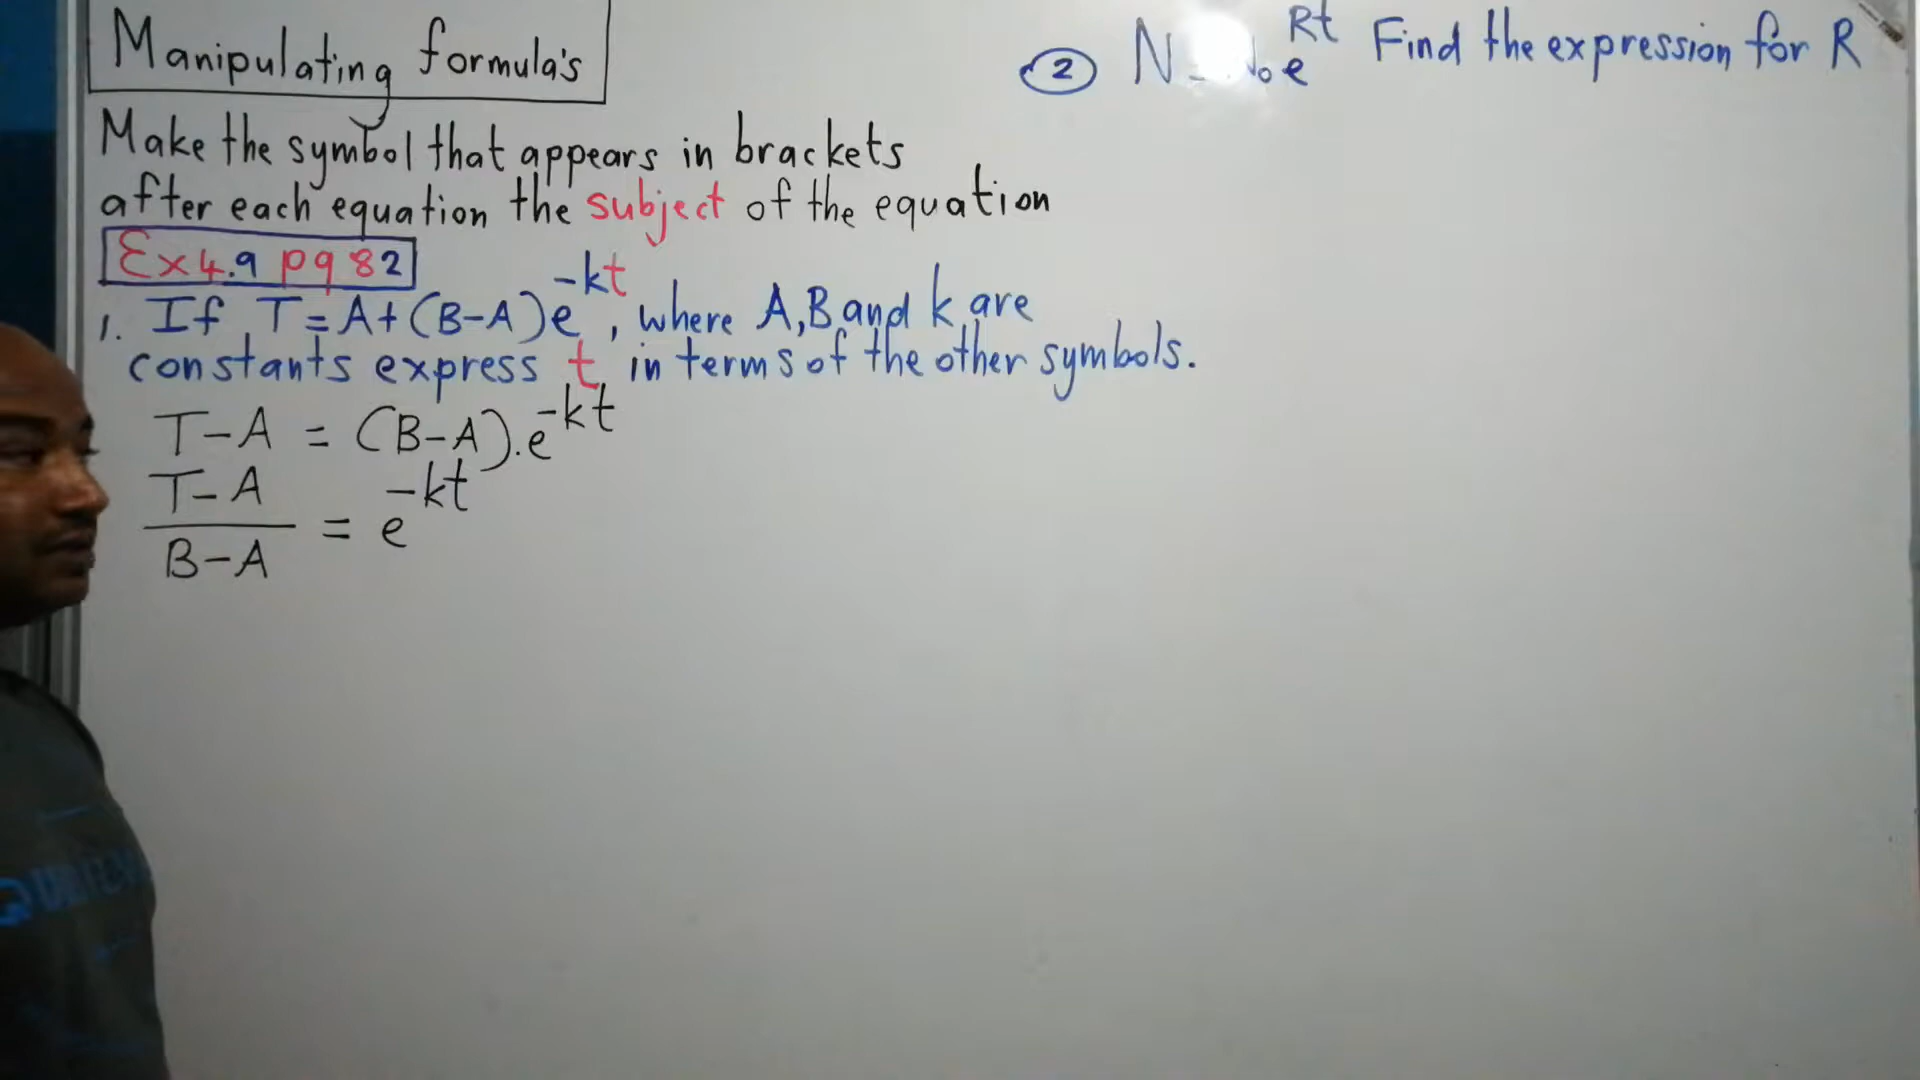 Manipulating formula's
Make the symbol that appears in brackets
after each equation the subject of the equation
Ex 4.9 pg 82
1. If T = A + (B-A)e^-kt, where A, B and k are
constants express t in terms of the other symbols.
T-A = (B-A).e^-kt
T-A
B-A
= e^-kt
② N = e^Rt Find the expression for R